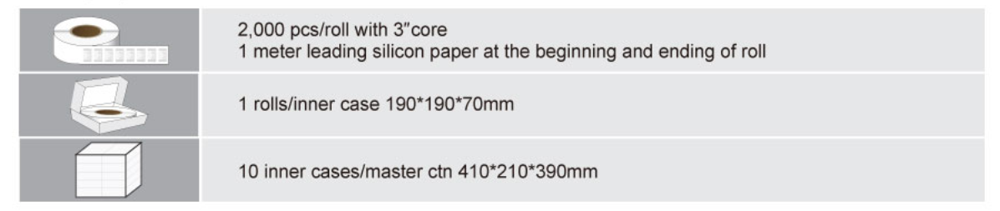 2,000 pcs/roll with 3"core
1 meter leading silicon paper at the beginning and ending of roll
1 rolls/inner case 190*190*70mm
10 inner cases/master ctn 410*210*390mm